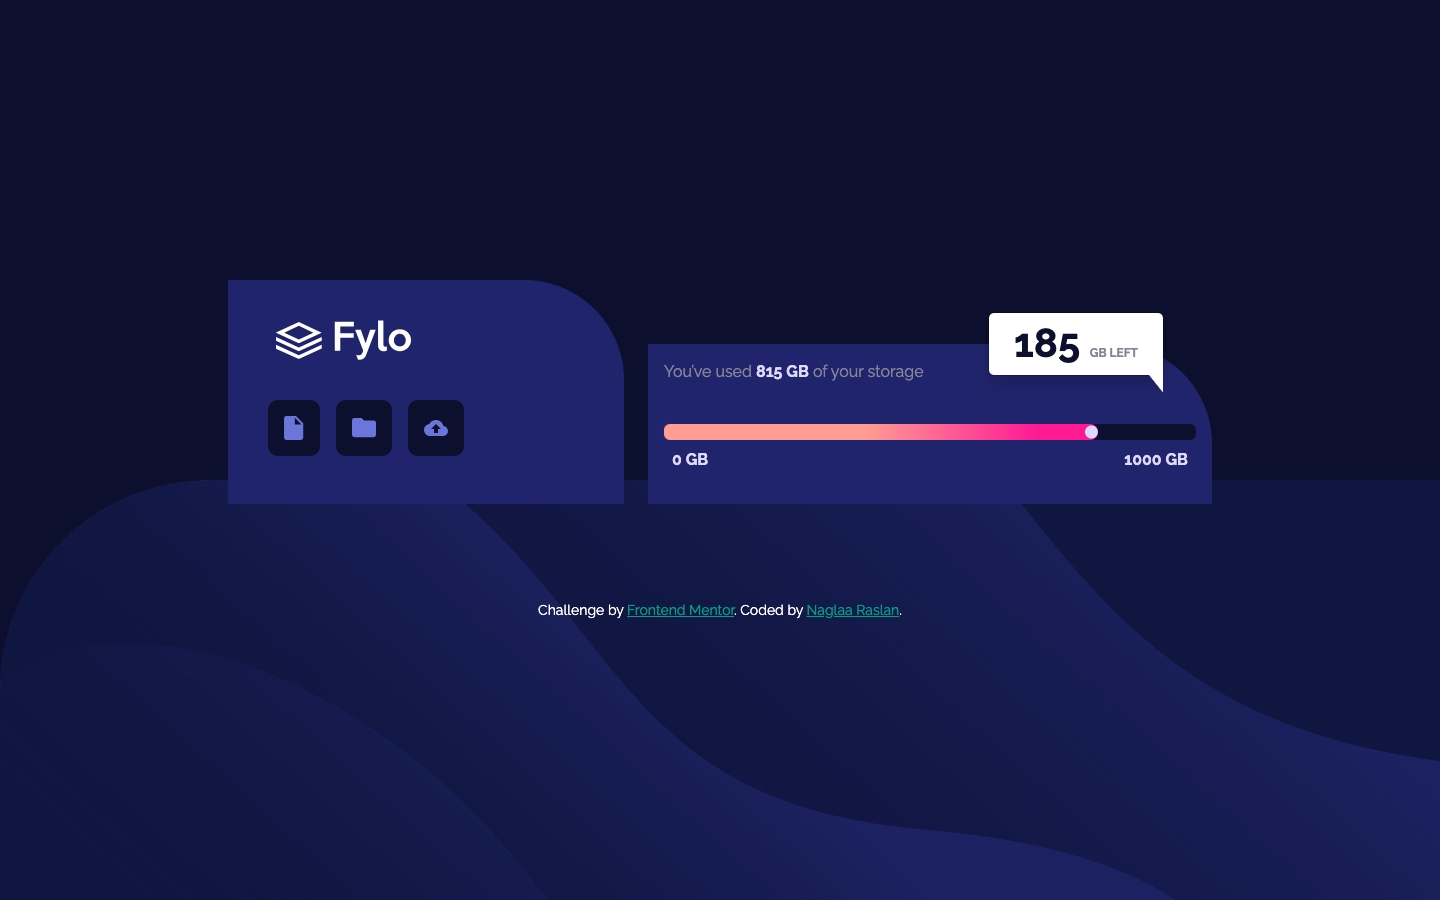 Fylo
185 GB LEFT
You've used 815 GB of your storage
0 GB
1000 GB
Challenge by Frontend Mentor. Coded by Naglaa Raslan.